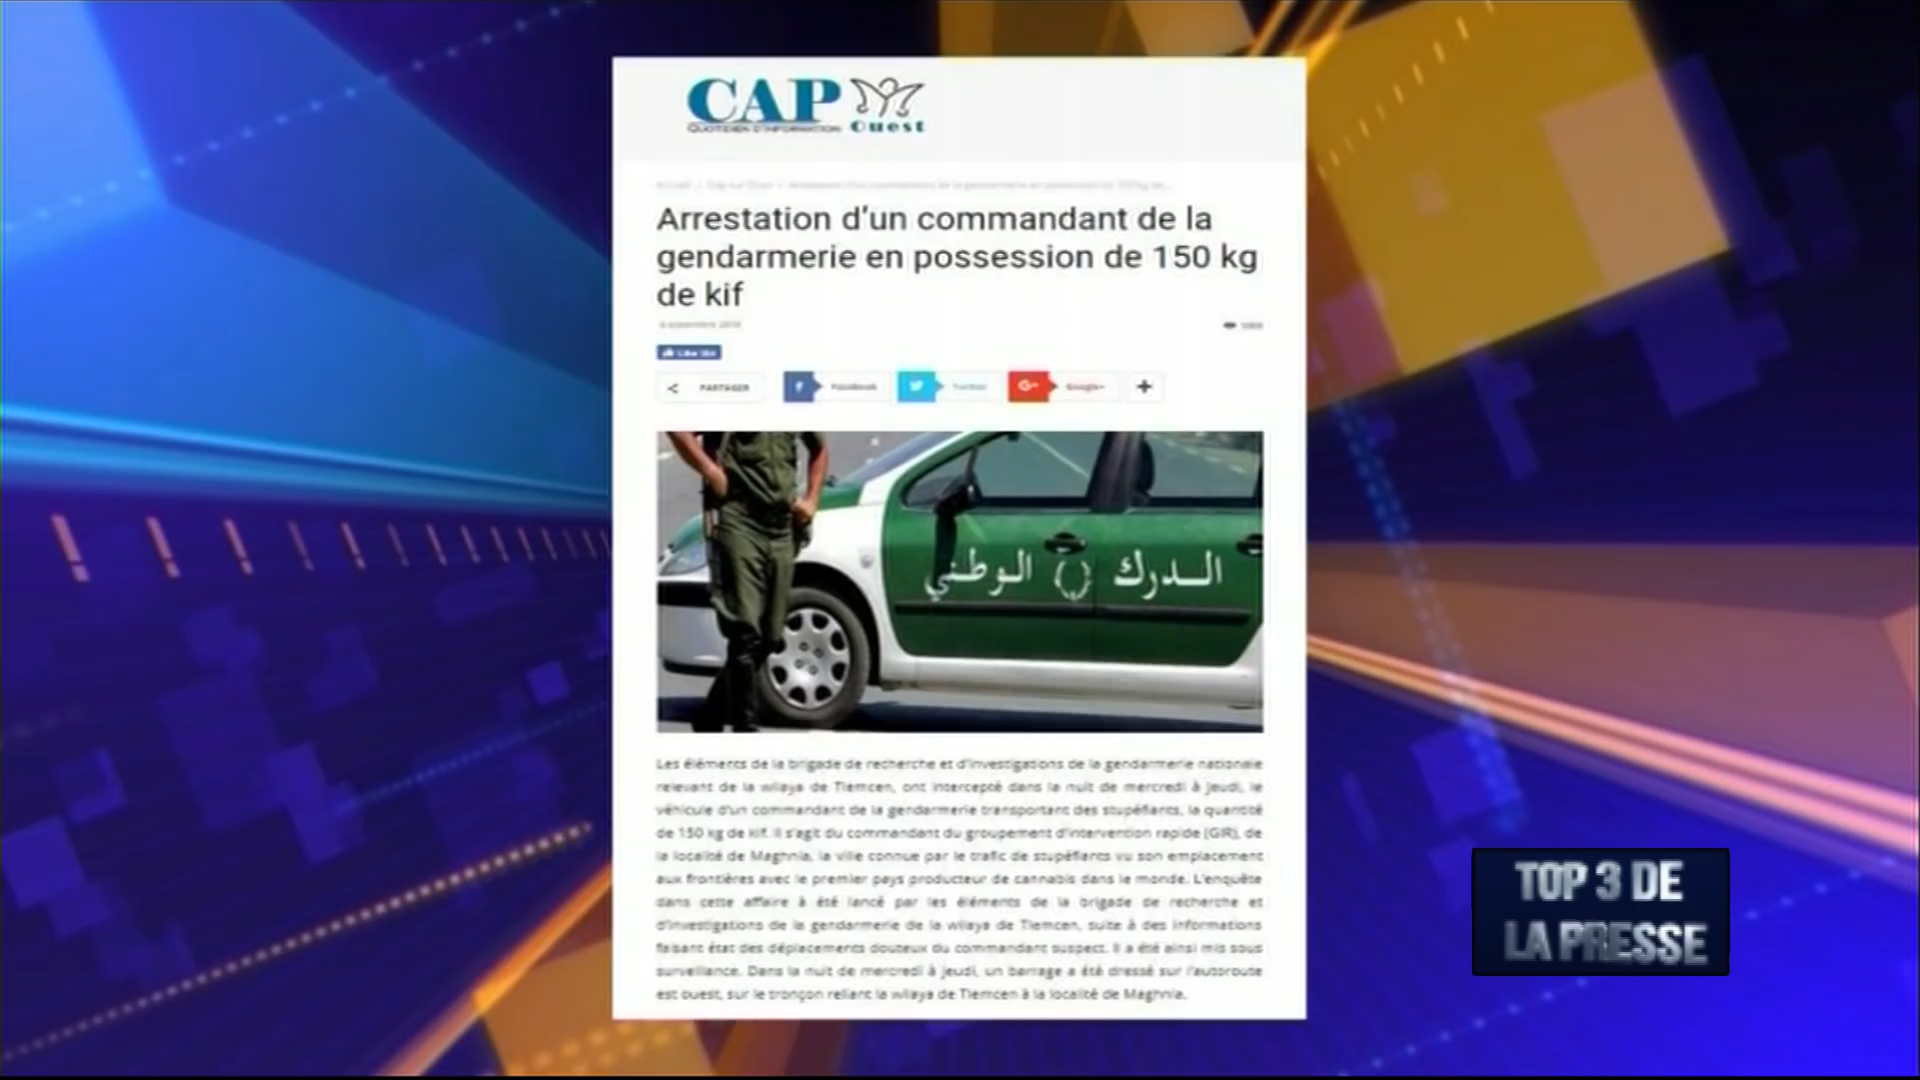 CAP
QUOTIDIEN D'INFORMATION Ouest
Arrestation d'un commandant de la
gendarmerie en possession de 150 kg
de kif
Like
PARTAGER Facebook Twitter Google+
الدرك الوطني
Les éléments de la brigade de recherche et d'investigations de la gendarmerie nationale
relevant de la wilaya de Tlemcen, ont intercepté dans la nuit de mercredi à jeudi, le
véhicule d'un commandant de la gendarmerie transportant des stupéfiants, la quantité
de 150 kg de kif. Il s'agit du commandant du groupement d'intervention rapide (GIR), de
la localité de Maghnia, la ville connue par le trafic de stupéfiants vu son emplacement
aux frontières avec le premier pays producteur de cannabis dans le monde. L'enquête
dans cette affaire à été lancé par les éléments de la brigade de recherche et
d'investigations de la gendarmerie de la wilaya de Tlemcen, suite à des informations
faisant état des déplacements douteux du commandant suspect. Il a été ainsi mis sous
surveillance. Dans la nuit de mercredi à jeudi, un barrage a été dressé sur l'autoroute
est ouest, sur le tronçon reliant la wilaya de Tlemcen à la localité de Maghnia.
TOP 3 DE
LA PRESSE